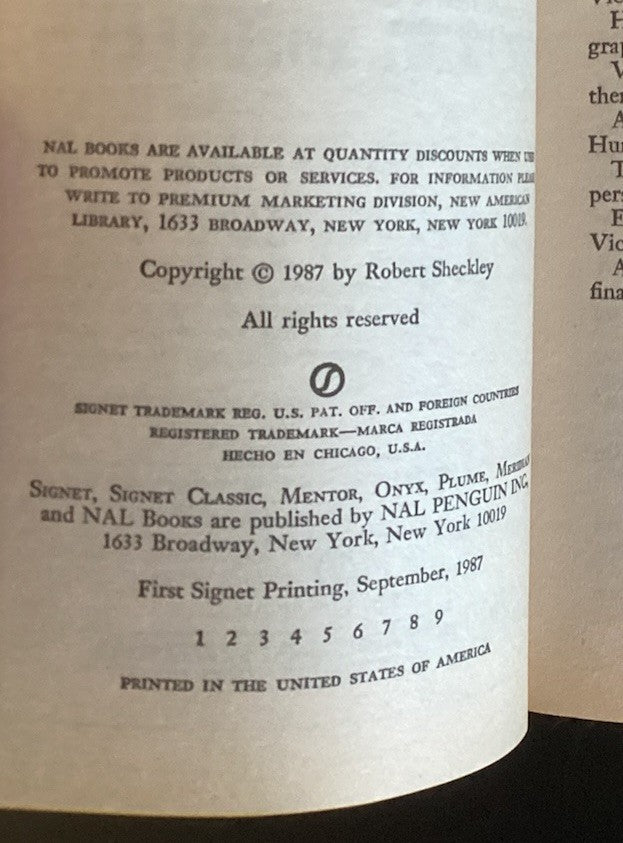 NAL BOOKS ARE AVAILABLE AT QUANTITY DISCOUNTS WHEN
TO PROMOTE PRODUCTS OR SERVICES. FOR INFORMATION
WRITE TO PREMIUM MARKETING DIVISION, NEW AMERICAN
LIBRARY, 1633 BROADWAY, NEW YORK, NEW YORK 10019.
Copyright © 1987 by Robert Sheckley
All rights reserved
SIGNET TRADEMARK REG. U.S. PAT. OFF. AND FOREIGN COUNTRIES
REGISTERED TRADEMARK—MARCA REGISTRADA
HECHO EN CHICAGO, U.S.A.
SIGNET, SIGNET CLASSIC, MENTOR, ONYX, PLUME, MERIDIAN
and NAL BOOKS are published by NAL PENGUIN INC,
1633 Broadway, New York, New York 10019
First Signet Printing, September, 1987
1 2 3 4 5 6 7 8 9
PRINTED IN THE UNITED STATES OF AMERICA